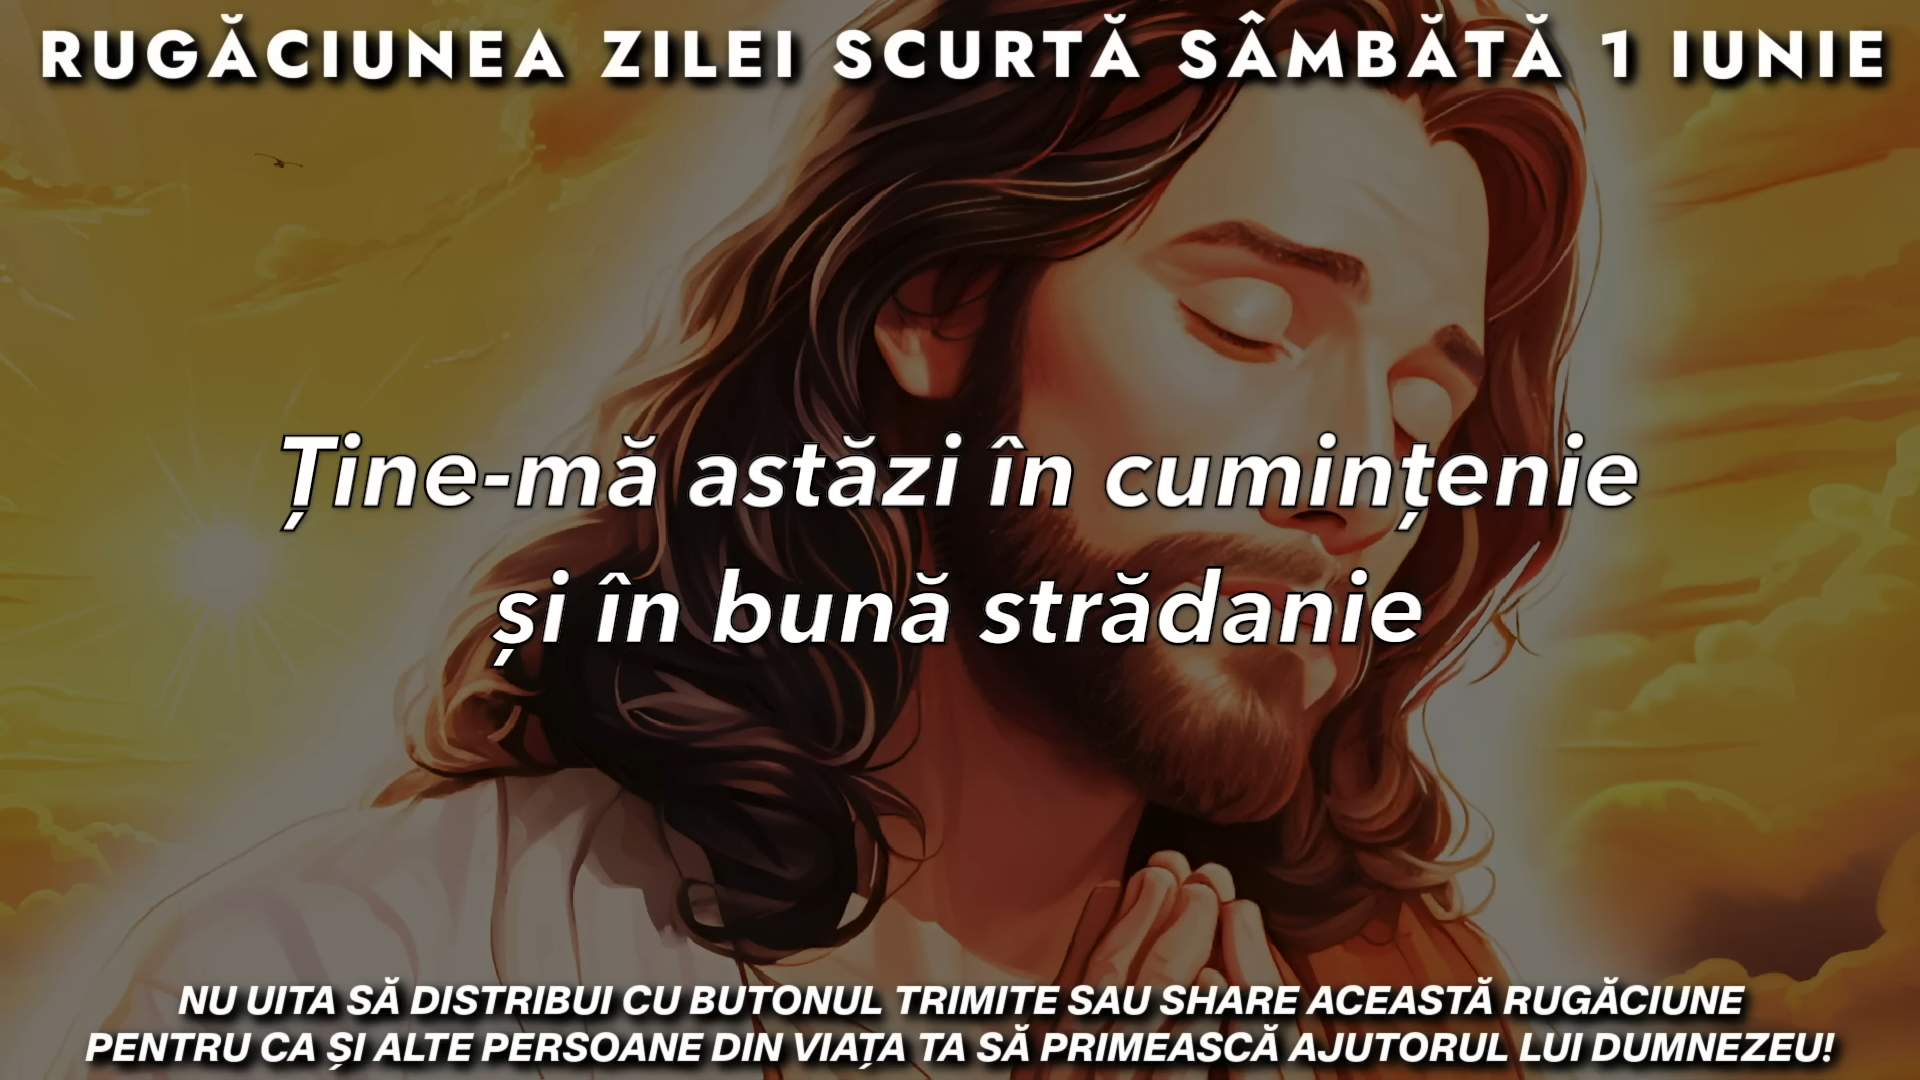 RUGĂCIUNEA ZILEI SCURTĂ SÂMBĂTĂ 1 IUNIE
Ține-mă astăzi în cumințenie
și în bună strădanie
NU UITA SĂ DISTRIBUI CU BUTONUL TRIMITE SAU SHARE ACEASTĂ RUGĂCIUNE
PENTRU CA ȘI ALTE PERSOANE DIN VIAȚA TA SĂ PRIMEASCĂ AJUTORUL LUI DUMNEZEU!